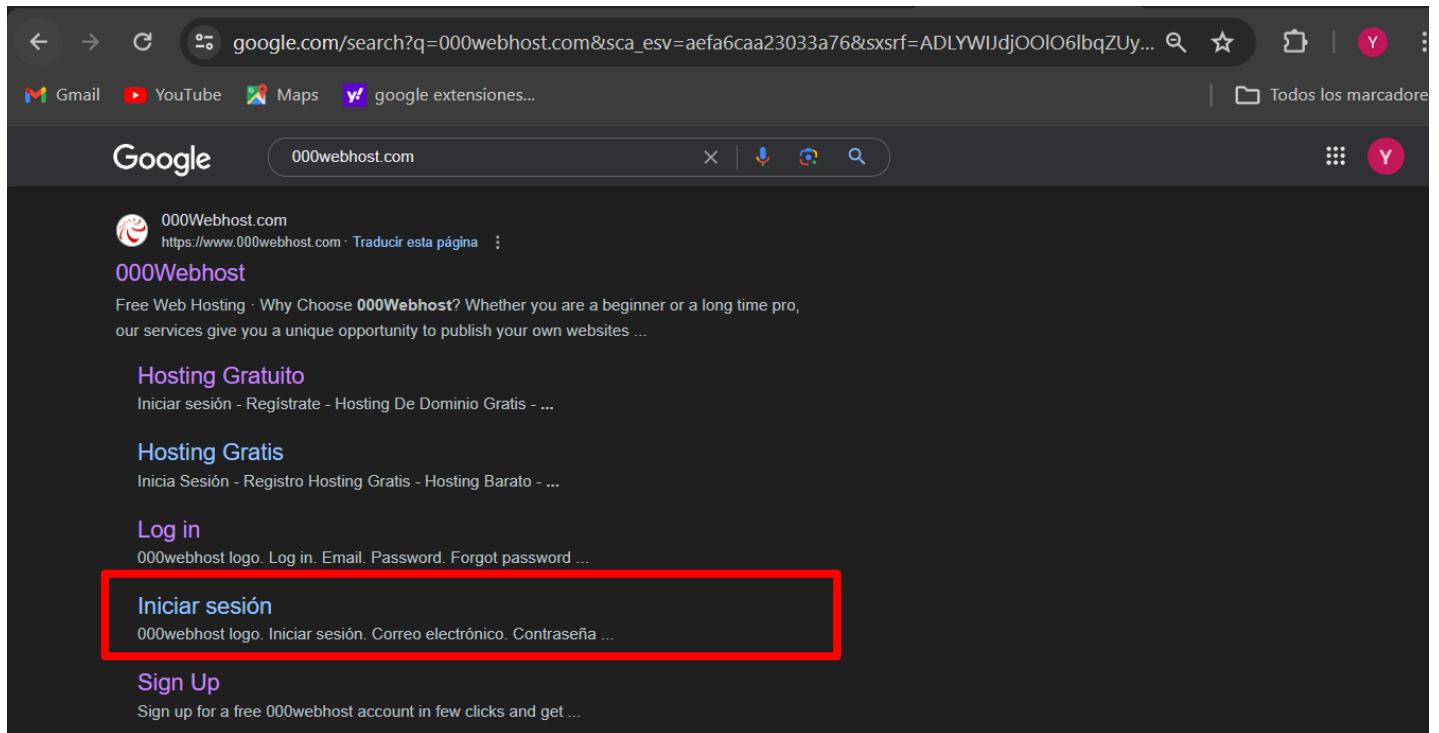 google.com/search?q=000webhost.com&sca_esv=aefa6caa23033a76&sxsrf=ADLYWIJdjOOlO6lbqZUy...
Y
Gmail YouTube Maps google extensiones... Todos los marcadore
Google 000webhost.com Y
000Webhost.com
https://www.000webhost.com · Traducir esta página
000Webhost
Free Web Hosting · Why Choose 000Webhost? Whether you are a beginner or a long time pro,
our services give you a unique opportunity to publish your own websites ...
Hosting Gratuito
Iniciar sesión - Regístrate - Hosting De Dominio Gratis - ...
Hosting Gratis
Inicia Sesión - Registro Hosting Gratis - Hosting Barato - ...
Log in
000webhost logo. Log in. Email. Password. Forgot password ...
Iniciar sesión
000webhost logo. Iniciar sesión. Correo electrónico. Contraseña ...
Sign Up
Sign up for a free 000webhost account in few clicks and get ...